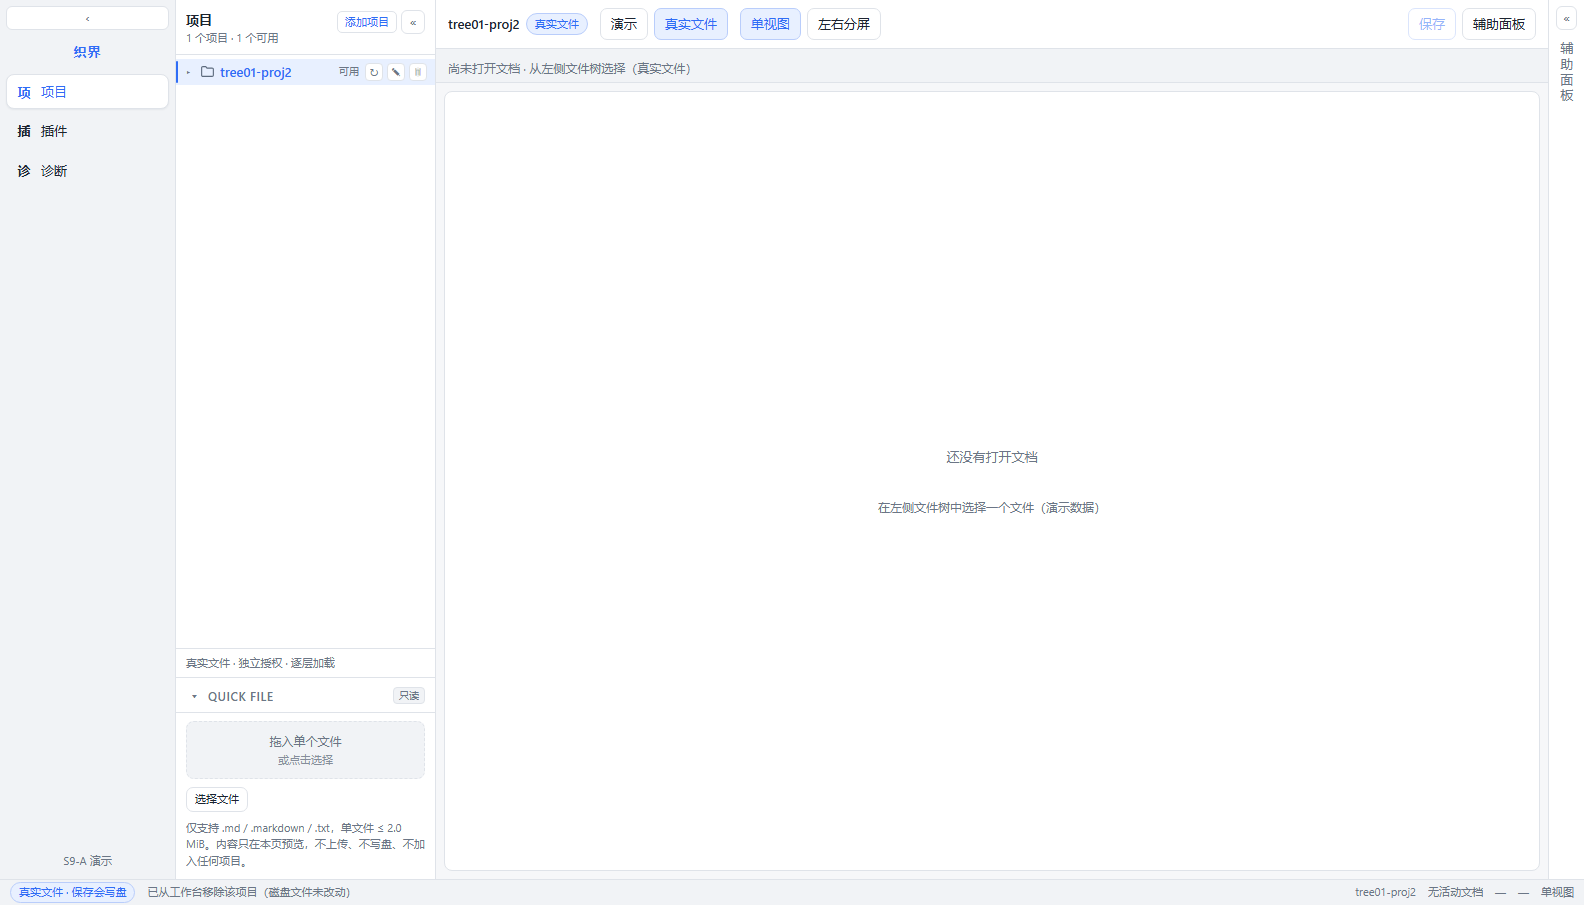 ‹
织界
项 项目
插 插件
诊 诊断
S9-A 演示
项目
1 个项目 · 1 个可用
添加项目
«
tree01-proj2
可用
↻
真实文件 · 独立授权 · 逐层加载
QUICK FILE
只读
拖入单个文件
或点击选择
选择文件
仅支持 .md / .markdown / .txt，单文件 ≤ 2.0
MiB。内容只在本页预览，不上传、不写盘、不加
入任何项目。
tree01-proj2 真实文件 演示 真实文件 单视图 左右分屏 保存 辅助面板
尚未打开文档 · 从左侧文件树选择（真实文件）
还没有打开文档
在左侧文件树中选择一个文件（演示数据）
«
辅
助
面
板
真实文件 · 保存会写盘 已从工作台移除该项目（磁盘文件未改动）
tree01-proj2 无活动文档 — — 单视图